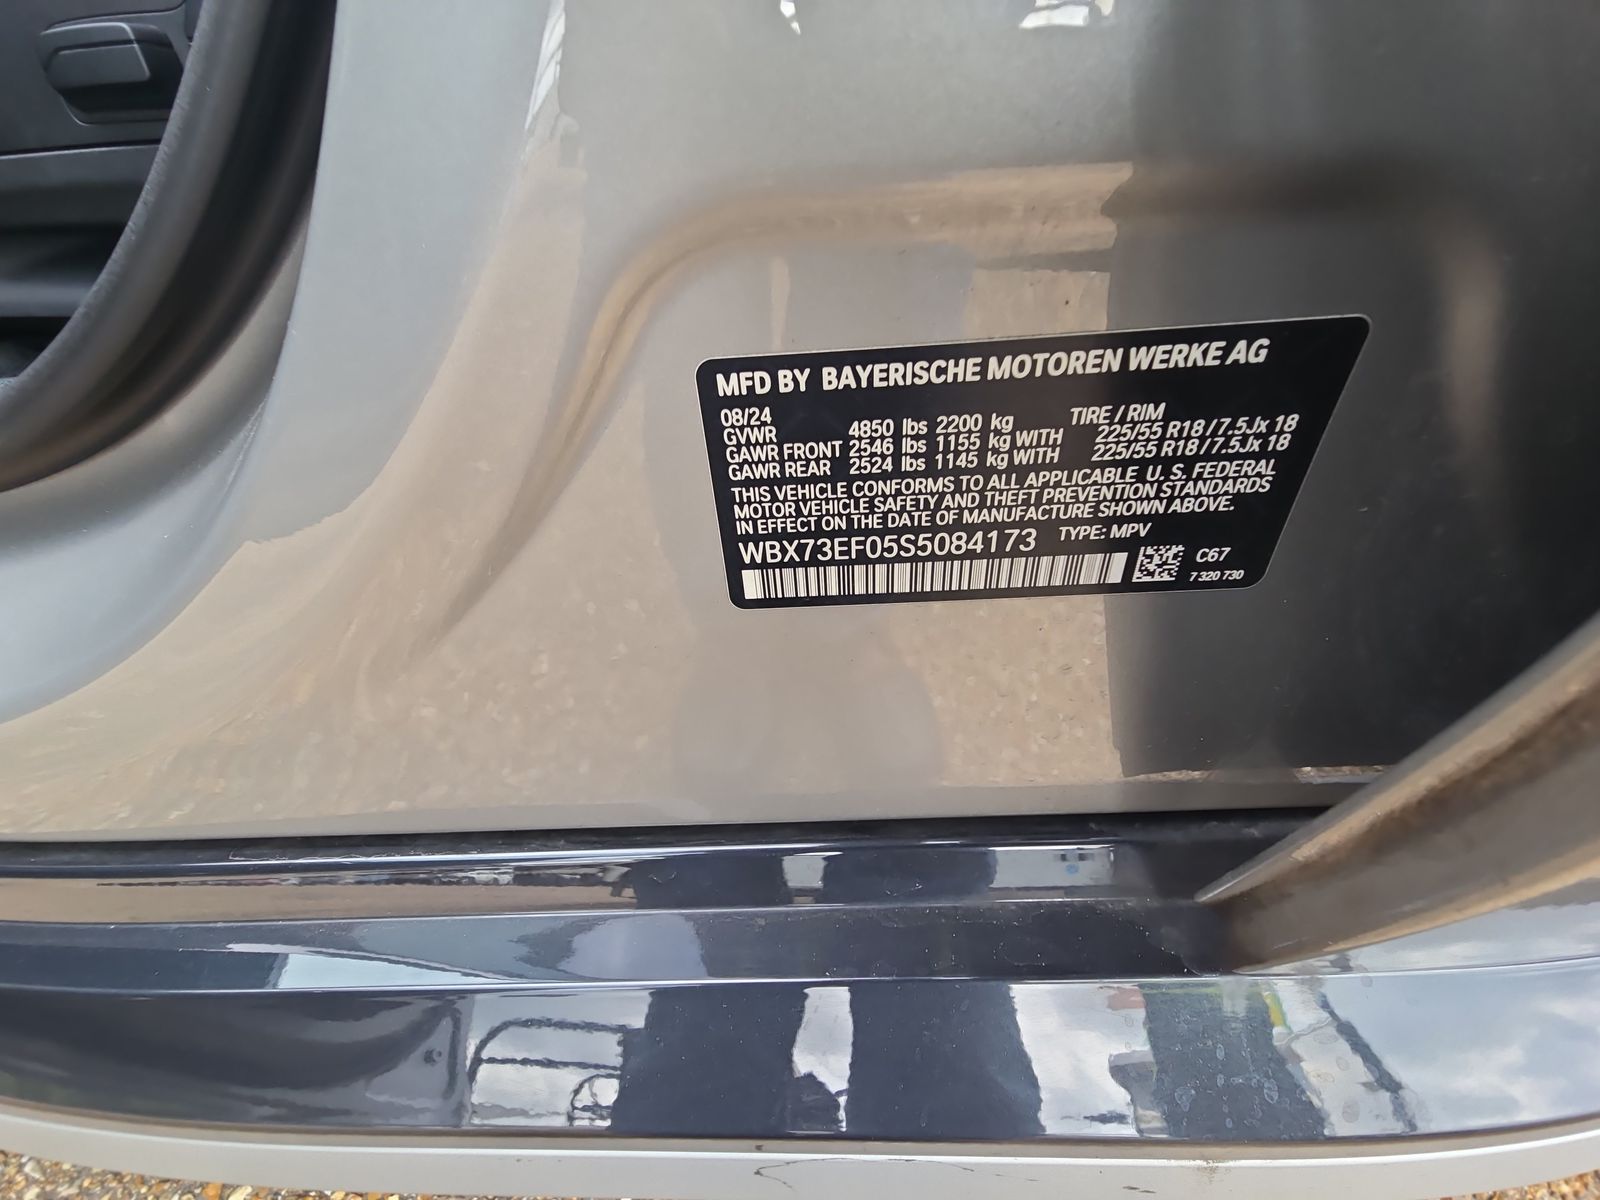 MFD BY BAYERISCHE MOTOREN WERKE AG
08/24 TIRE / RIM
GVWR 4850 lbs 2200 kg
GAWR FRONT 2546 lbs 1155 kg WITH 225/55 R18 / 7.5Jx 18
GAWR REAR 2524 lbs 1145 kg WITH 225/55 R18 / 7.5Jx 18
THIS VEHICLE CONFORMS TO ALL APPLICABLE U. S. FEDERAL
MOTOR VEHICLE SAFETY AND THEFT PREVENTION STANDARDS
IN EFFECT ON THE DATE OF MANUFACTURE SHOWN ABOVE.
WBX73EF05S5084173 TYPE: MPV
C67
7 320 730